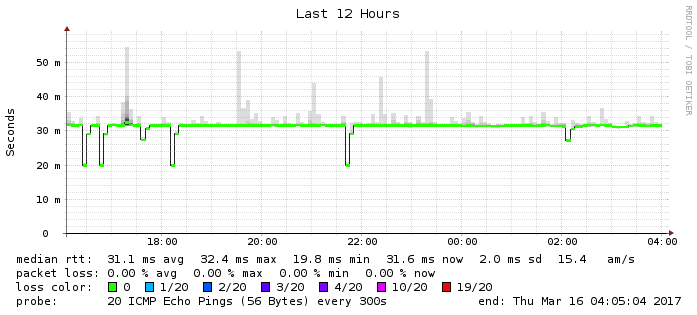 Last 12 Hours
RRDTOOL / TOBI OETIKER
Seconds
50 m
40 m
30 m
20 m
10 m
0
18:00 20:00 22:00 00:00 02:00 04:00
median rtt: 31.1 ms avg 32.4 ms max 19.8 ms min 31.6 ms now 2.0 ms sd 15.4 am/s
packet loss: 0.00 % avg 0.00 % max 0.00 % min 0.00 % now
loss color: 0 1/20 2/20 3/20 4/20 10/20 19/20
probe: 20 ICMP Echo Pings (56 Bytes) every 300s end: Thu Mar 16 04:05:04 2017